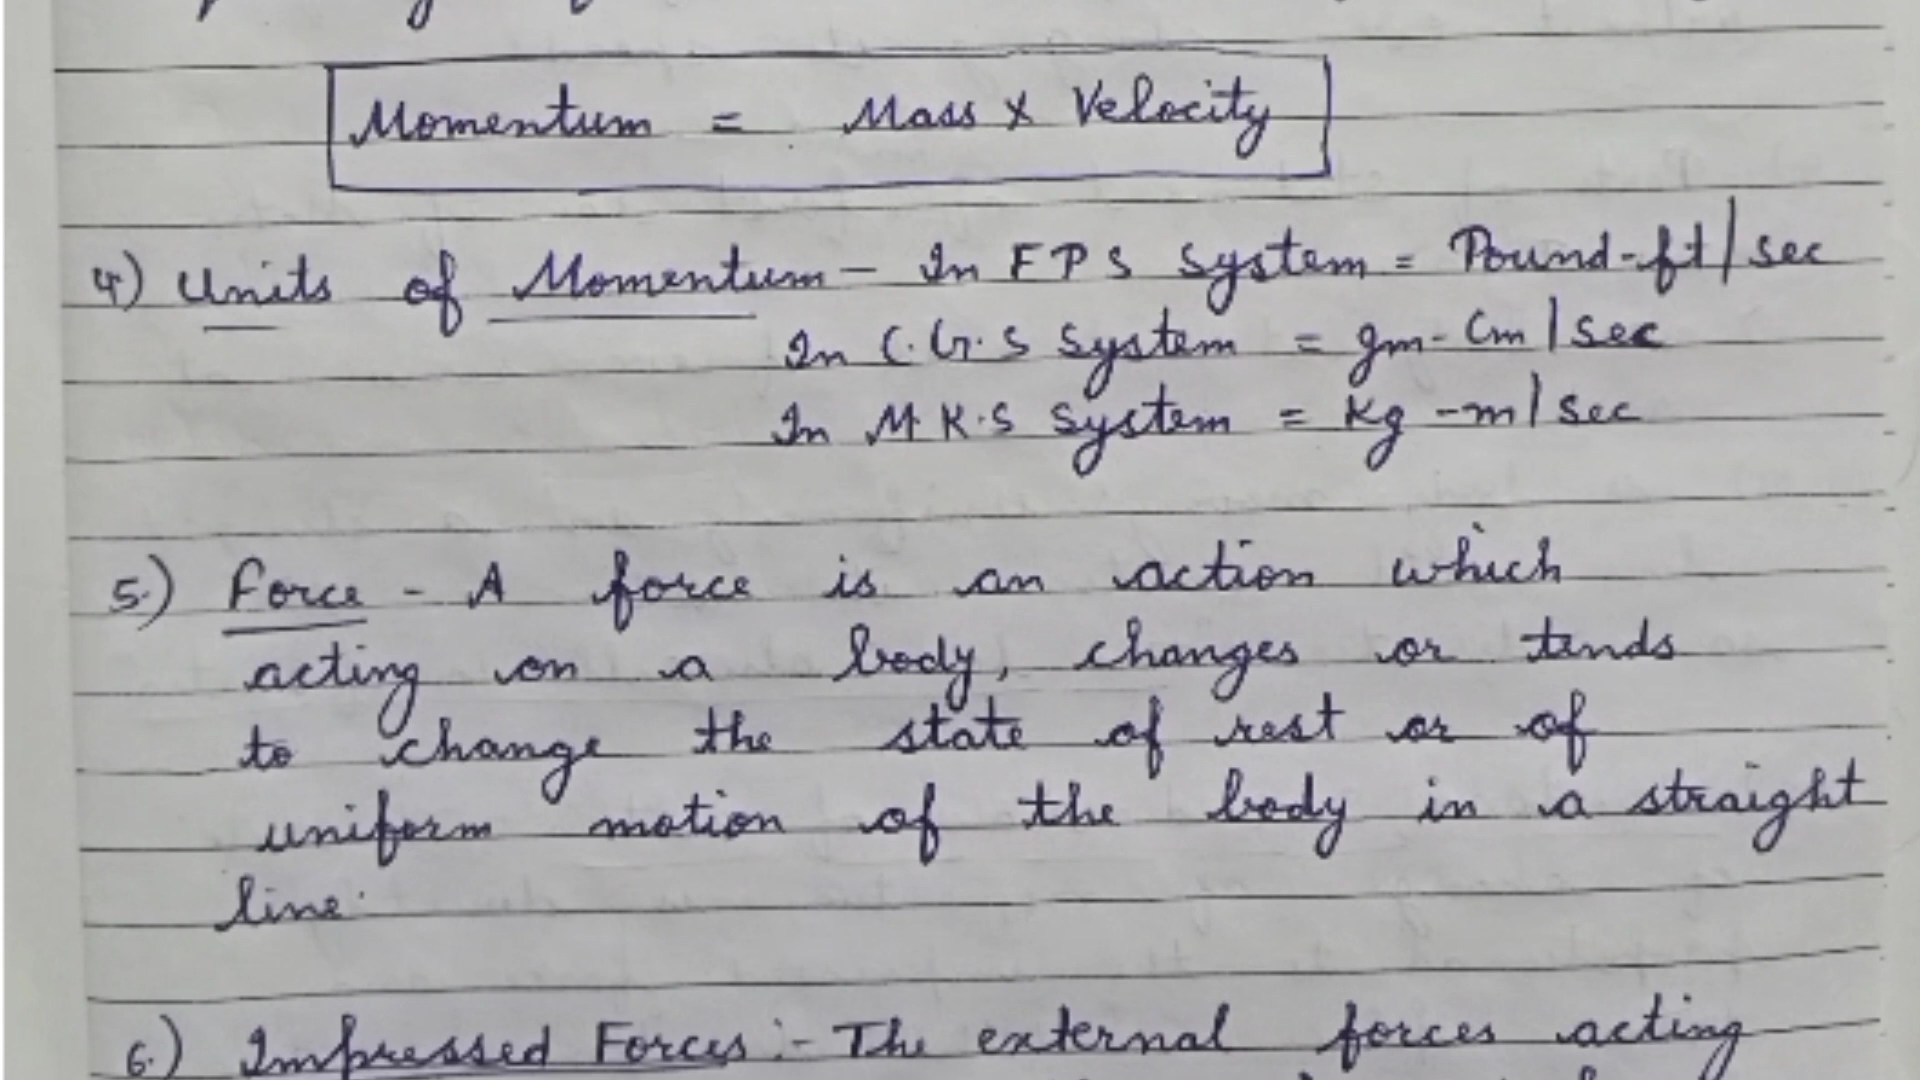 Momentum = Mass x Velocity
4) Units of Momentum - In F P S System = Pound-ft/sec
In C.G.S System = gm-Cm/Sec
In M.K.S System = Kg-m/Sec
5.) Force - A force is an action which
acting on a body, changes or tends
to change the state of rest or of
uniform motion of the body in a straight
line.
6.) Impressed Forces :- The external forces acting